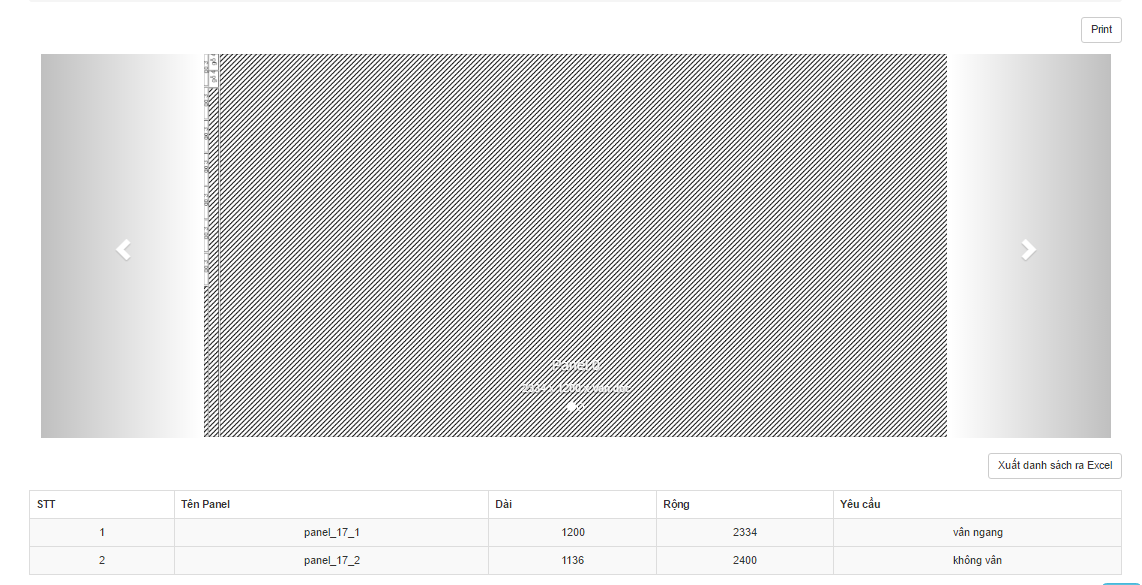 Print
Panel 0
Xuất danh sách ra Excel
STT Tên Panel Dài Rộng Yêu cầu
1 panel_17_1 1200 2334 vân ngang
2 panel_17_2 1136 2400 không vân